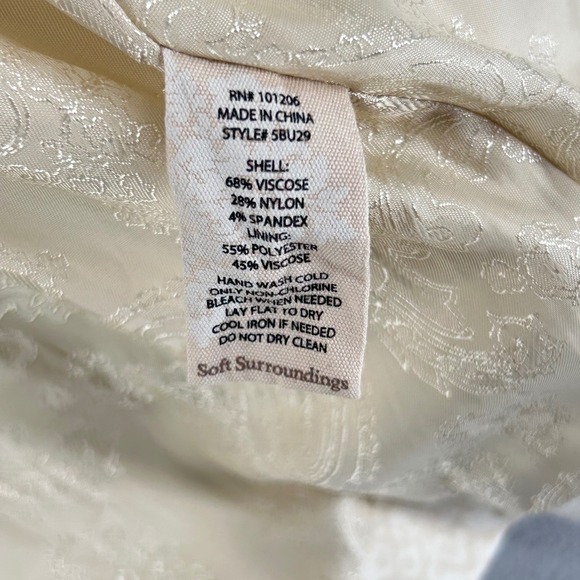 RN# 101206
MADE IN CHINA
STYLE# 5BU29
SHELL:
68% VISCOSE
28% NYLON
4% SPANDEX
LINING:
55% POLYESTER
45% VISCOSE
HAND WASH COLD
ONLY NON-CHLORINE
BLEACH WHEN NEEDED
LAY FLAT TO DRY
COOL IRON IF NEEDED
DO NOT DRY CLEAN
Soft Surroundings